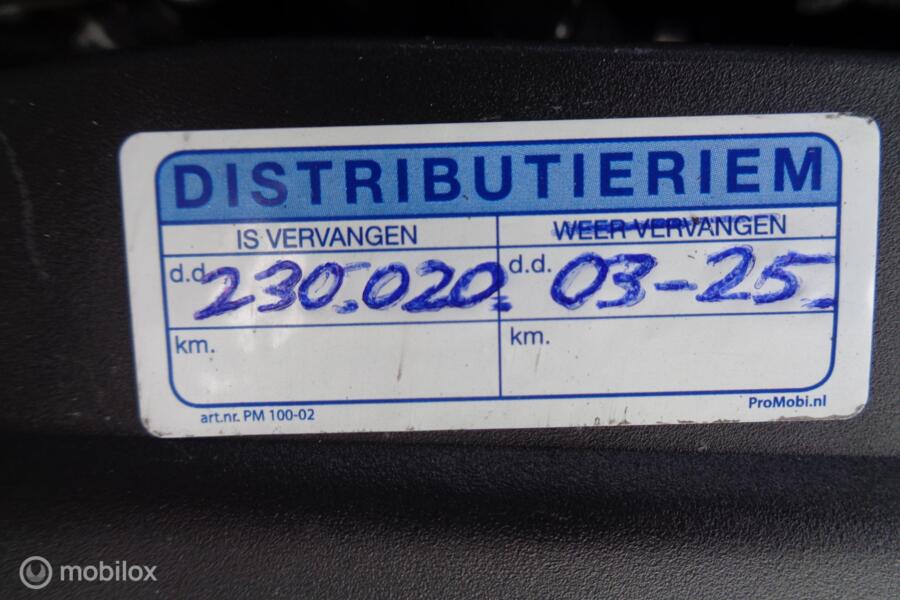 DISTRIBUTIERIEM
IS VERVANGEN WEER VERVANGEN
d.d. 230.020. d.d. 03-25.
km. km.
art.nr. PM 100-02 ProMobi.nl
mobilox